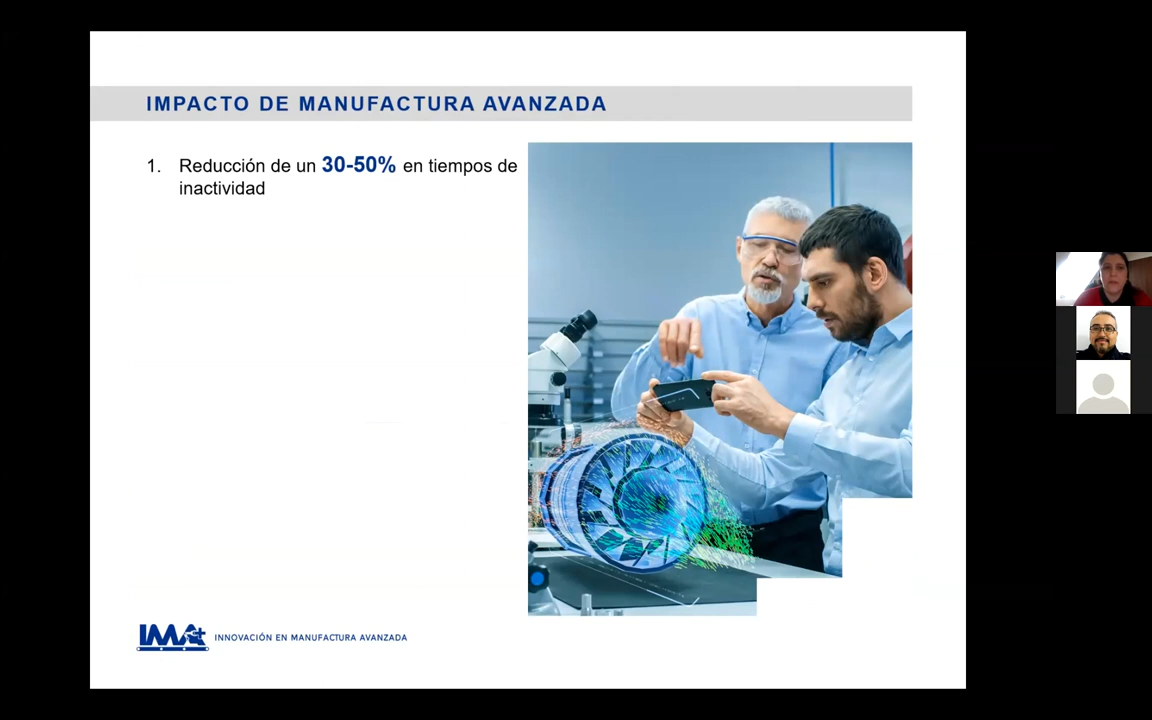 IMPACTO DE MANUFACTURA AVANZADA
1. Reducción de un 30-50% en tiempos de
inactividad
IMA+
INNOVACIÓN EN MANUFACTURA AVANZADA